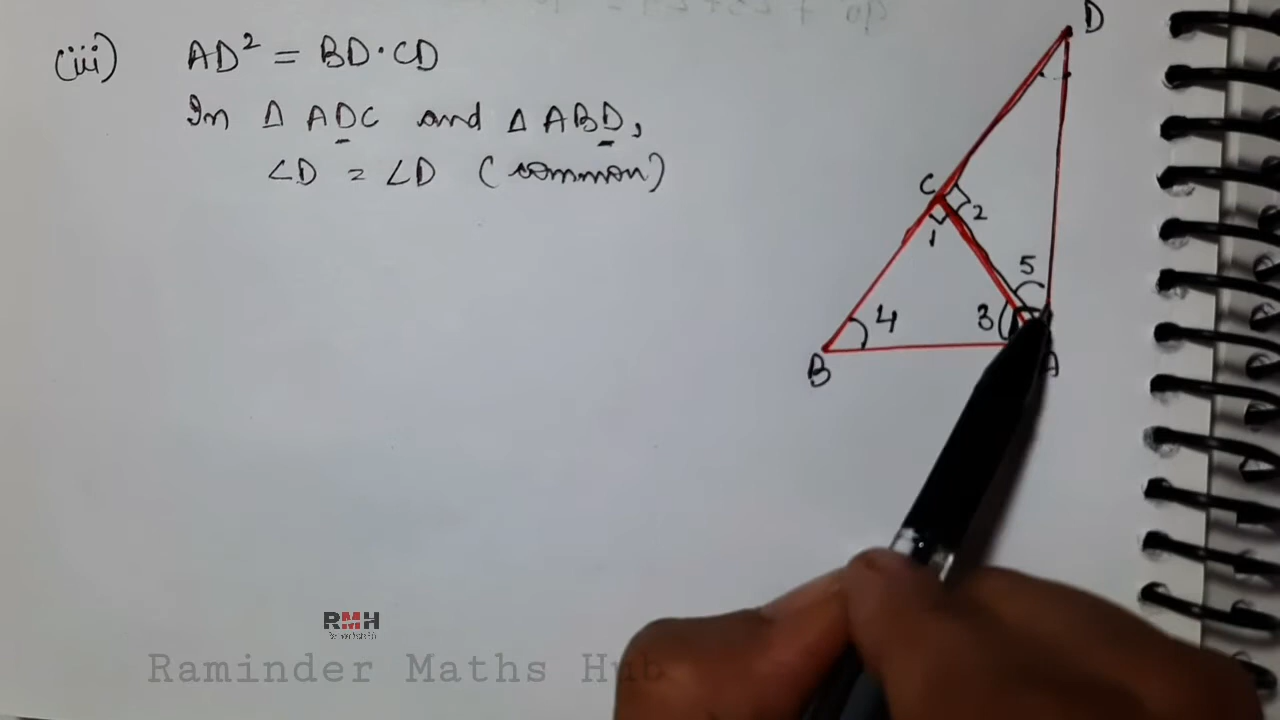 (iii) AD² = BD·CD
In Δ ADC and Δ ABD,
∠D = ∠D (common)
D
C
2
1
5
4
3
B
A
RMH
Raminder Maths Hub